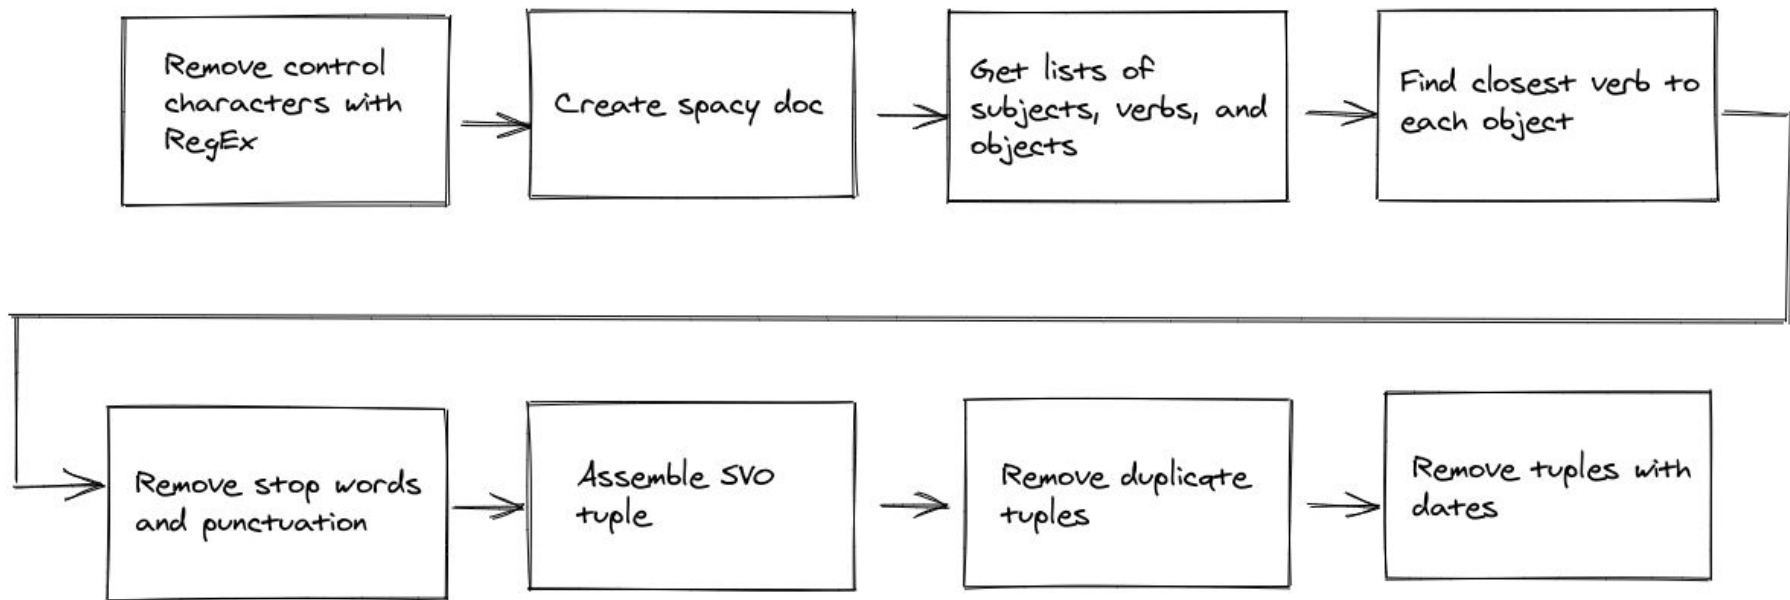 Remove control
characters with
RegEx
Create spacy doc
Get lists of
subjects, verbs, and
objects
Find closest verb to
each object
Remove stop words
and punctuation
Assemble SVO
tuple
Remove duplicate
tuples
Remove tuples with
dates